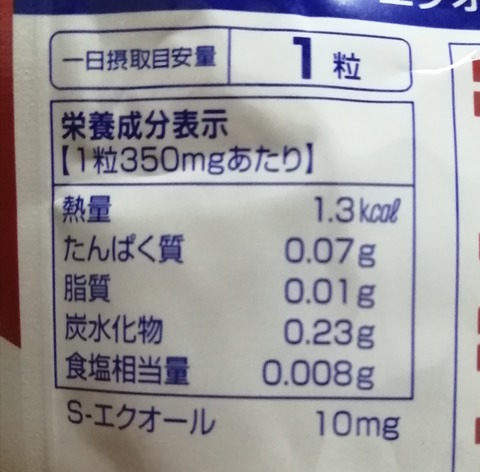 一日摂取目安量 1粒
栄養成分表示
【1粒350mgあたり】
熱量 1.3kcal
たんぱく質 0.07g
脂質 0.01g
炭水化物 0.23g
食塩相当量 0.008g
S-エクオール 10mg